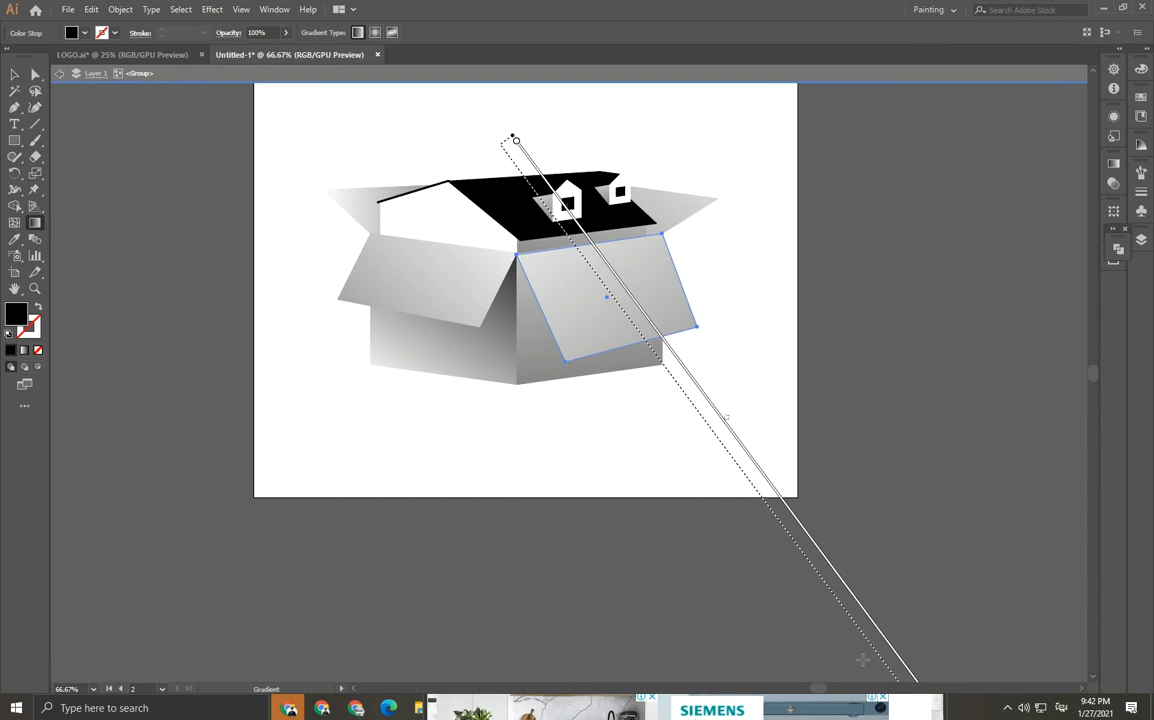 Ai
File Edit Object Type Select Effect View Window Help
Painting
Search Adobe Stock
Color Stop
Stroke:
Opacity: 100%
Gradient Type:
LOGO.ai* @ 25% (RGB/GPU Preview) ×
Untitled-1* @ 66.67% (RGB/GPU Preview) ×
Layer 1 <Group>
66.67%
2
Gradient
Type here to search
SIEMENS
9:42 PM
1/27/2021